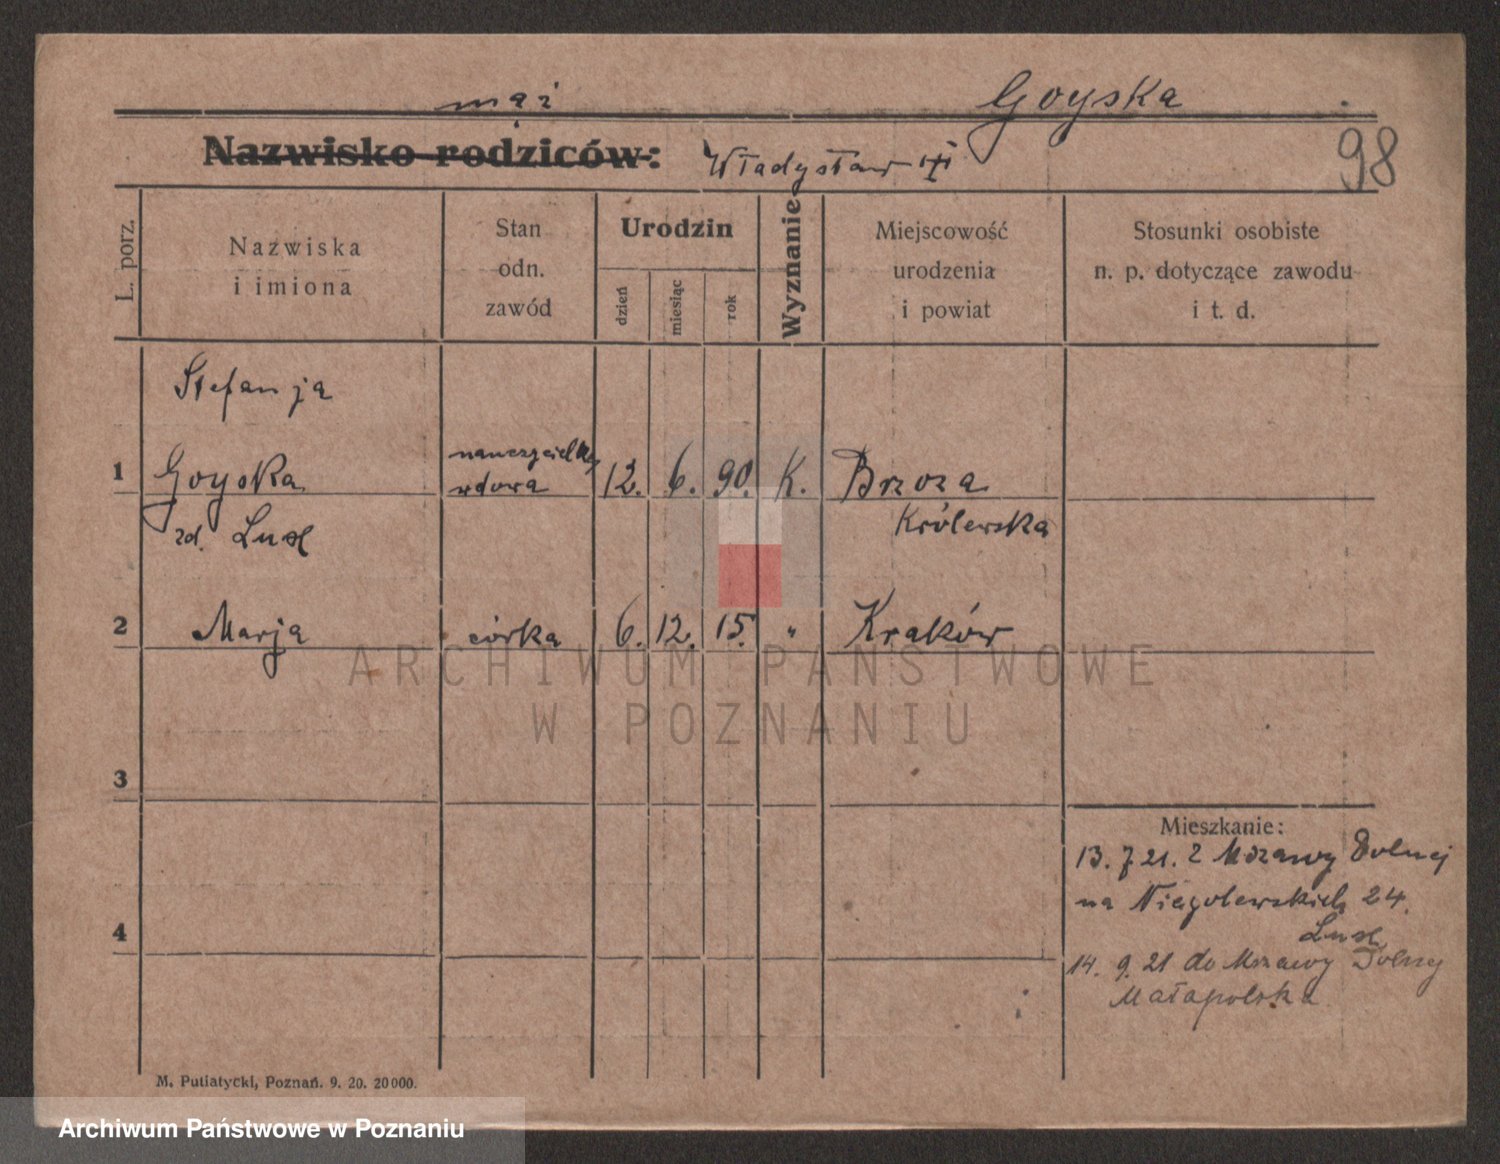 mąż Goyska
Nazwisko rodziców: Władysław
98
L. porz.
Nazwiska
i imiona
Stan
odn.
zawód
Urodzin
dzień
miesiąc
rok
Wyznanie
Miejscowość
urodzenia
i powiat
Stosunki osobiste
n. p. dotyczące zawodu
i t. d.
Stefanja
nauczycielka
1 Goyska wdowa 12. 6. 90. K. Brzoza
zd. Królewska
2 Marja córka 6. 12. 15. " Kraków
ARCHIWUM PAŃSTWOWE
W POZNANIU
3
Mieszkanie:
13. 7 21. z Mszany Dolnej
na Niegolewskich 24.
4
14. 9. 21 do Mszany Dolnej
Małopolska
M. Putiatycki, Poznań. 9. 20. 20000.
Archiwum Państwowe w Poznaniu